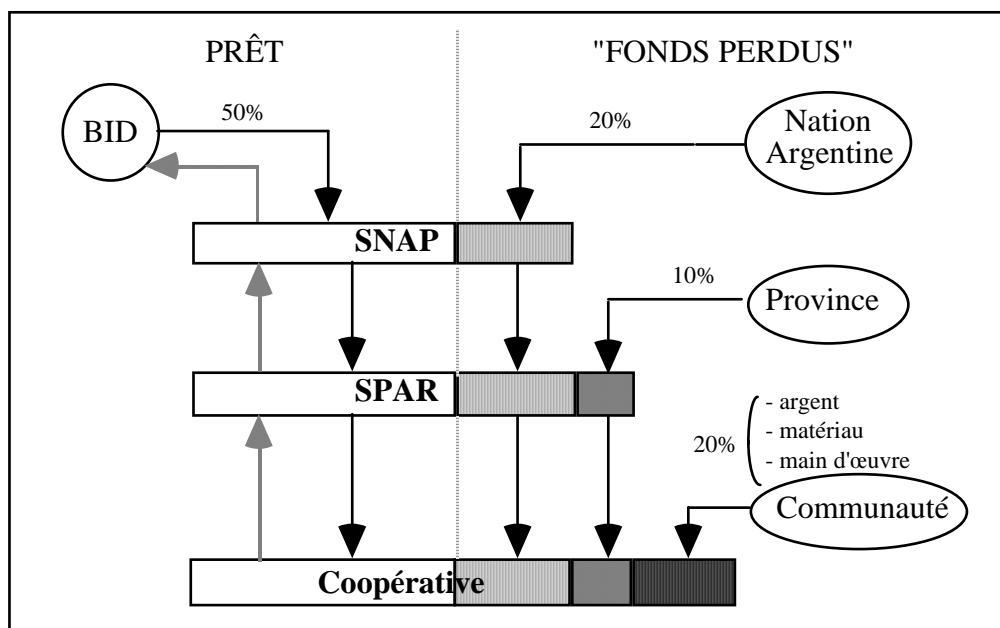 PRÊT
"FONDS PERDUS"
BID
50%
20%
Nation
Argentine
SNAP
10%
Province
SPAR
- argent
- matériau
- main d'œuvre
20%
Communauté
Coopérative